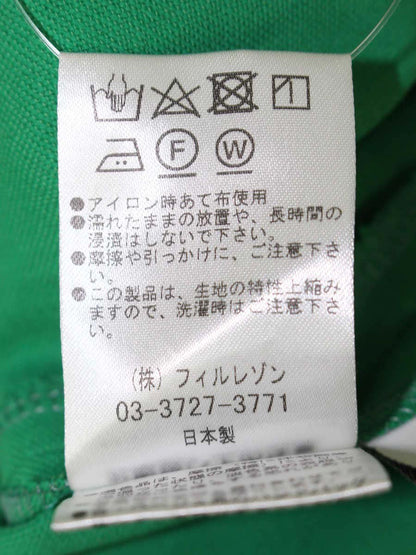 F W
●アイロン時あて布使用
●濡れたままの放置や、長時間の
浸漬はしないで下さい。
●摩擦や引っかけに、ご注意下さ
い。
●この製品は、生地の特性上縮み
ますので、洗濯時はご注意下さ
い。
(株) フィルレゾン
03-3727-3771
日本製